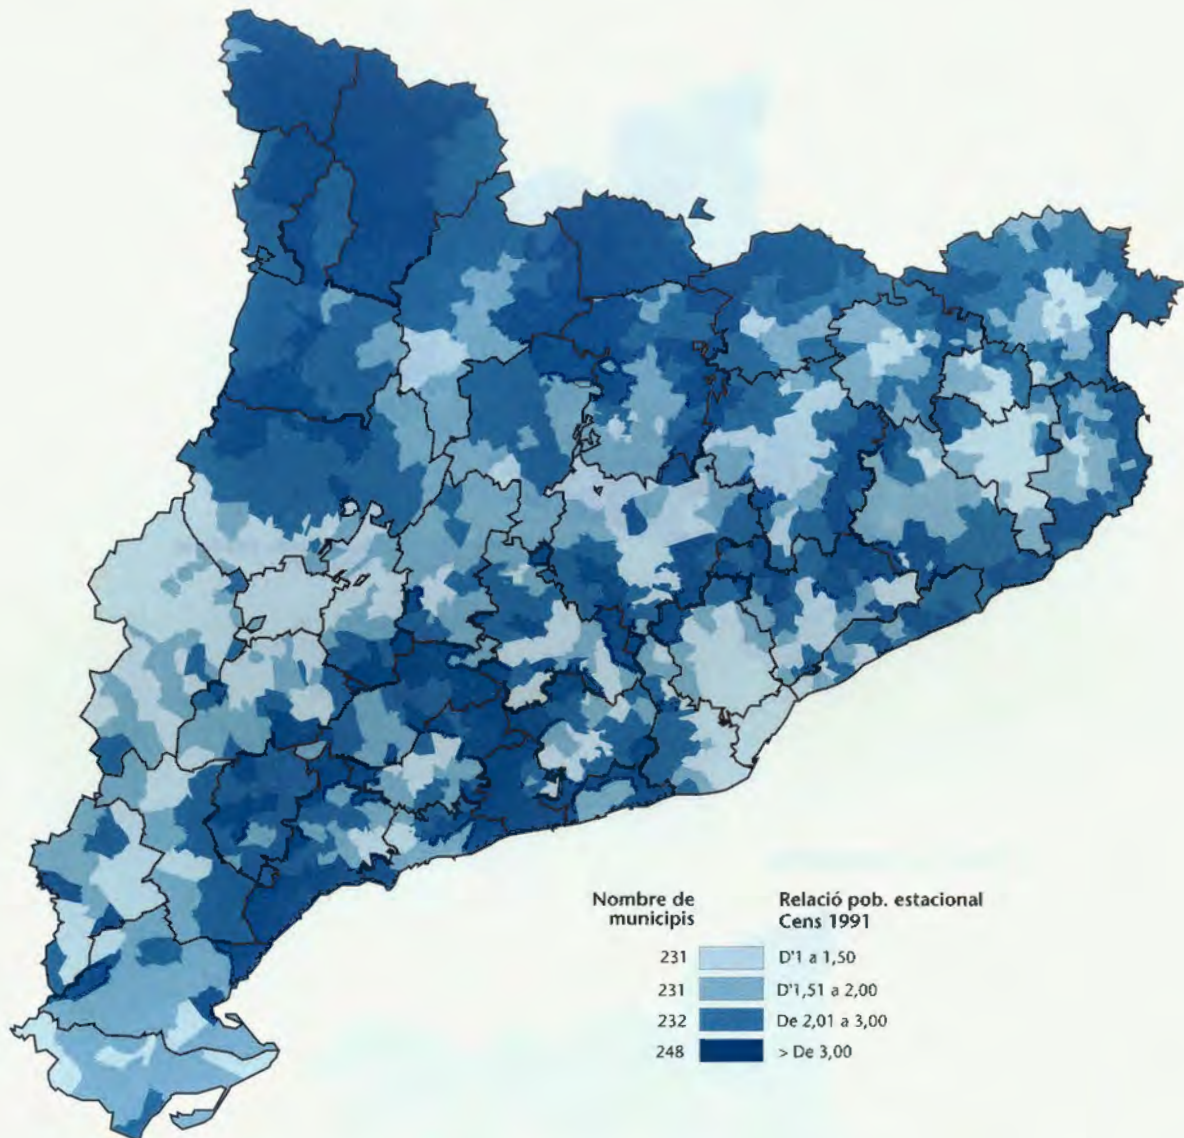 Nombre de municipis
Relació pob. estacional Cens 1991
231 D'1 a 1,50
231 D'1,51 a 2,00
232 De 2,01 a 3,00
248 > De 3,00